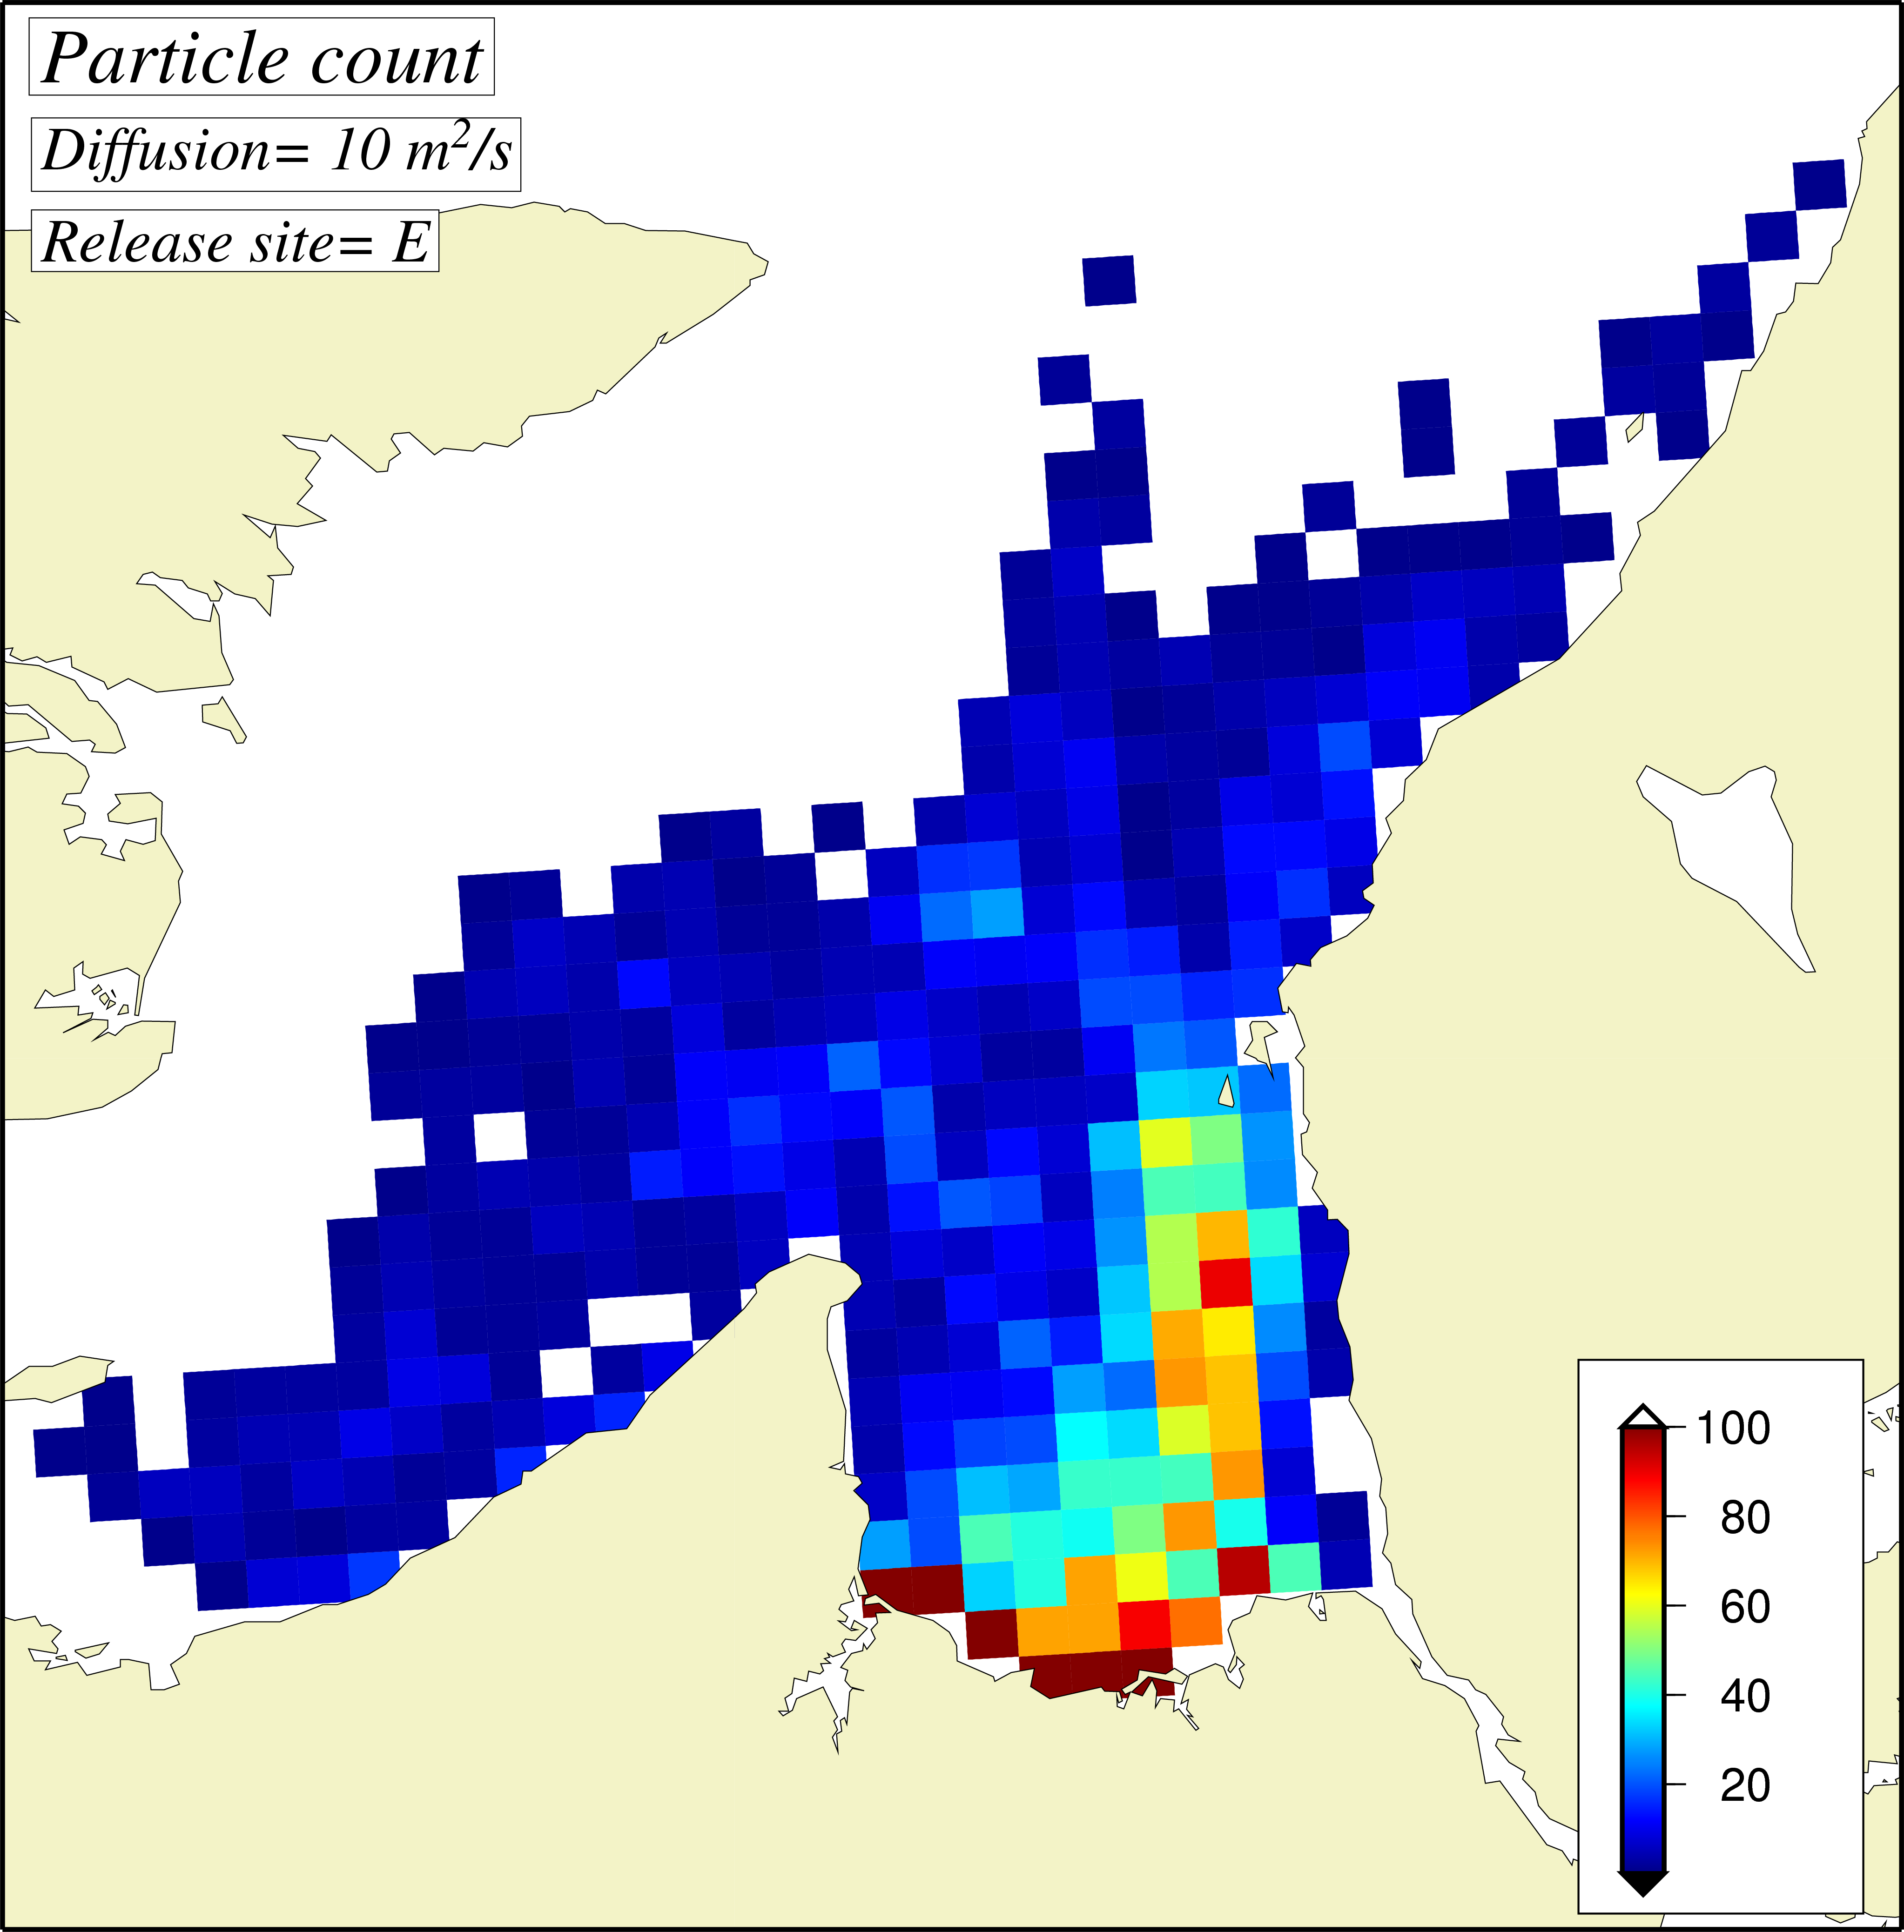 Particle count
Diffusion= 10 m²/s
Release site= E
100
80
60
40
20